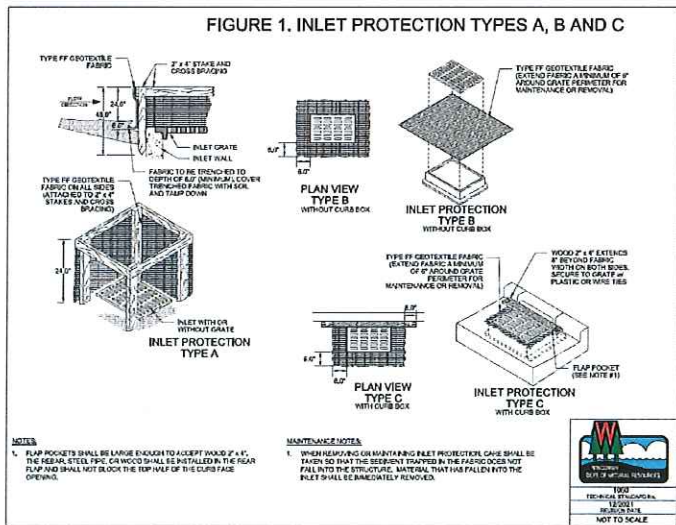 FIGURE 1. INLET PROTECTION TYPES A, B AND C
TYPE FF GEOTEXTILE
FABRIC
2" x 4" STAKE AND
CROSS BRACING
FLOW
DIRECTION
24.0"
48.0"
6.0"
INLET GRATE
INLET WALL
FABRIC TO BE TRENCHED TO
DEPTH OF 6.0" (MINIMUM), COVER
TRENCHED FABRIC WITH SOIL
AND TAMP DOWN
TYPE FF GEOTEXTILE
FABRIC ON ALL SIDES
(ATTACHED TO 2" x 4"
STAKES AND CROSS
BRACING)
24.0"
INLET WITH OR
WITHOUT GRATE
INLET PROTECTION
TYPE A
6.0"
6.0"
PLAN VIEW
TYPE B
WITHOUT CURB BOX
TYPE FF GEOTEXTILE FABRIC
(EXTEND FABRIC A MINIMUM OF 6"
AROUND GRATE PERIMETER FOR
MAINTENANCE OR REMOVAL)
INLET PROTECTION
TYPE B
WITHOUT CURB BOX
TYPE FF GEOTEXTILE FABRIC
(EXTEND FABRIC A MINIMUM
OF 6" AROUND GRATE
PERIMETER FOR
MAINTENANCE OR REMOVAL)
WOOD 2" x 4" EXTENDS
8" BEYOND FABRIC
WIDTH ON BOTH SIDES,
SECURE TO GRATE w/
PLASTIC OR WIRE TIES
8.0"
6.0"
6.0"
PLAN VIEW
TYPE C
WITH CURB BOX
FLAP POCKET
(SEE NOTE #1)
INLET PROTECTION
TYPE C
WITH CURB BOX
NOTES:
1. FLAP POCKETS SHALL BE LARGE ENOUGH TO ACCEPT WOOD 2" x 4".
THE REBAR, STEEL PIPE, OR WOOD SHALL BE INSTALLED IN THE REAR
FLAP AND SHALL NOT BLOCK THE TOP HALF OF THE CURB FACE
OPENING.
MAINTENANCE NOTES:
1. WHEN REMOVING OR MAINTAINING INLET PROTECTION, CARE SHALL BE
TAKEN SO THAT THE SEDIMENT TRAPPED IN THE FABRIC DOES NOT
FALL INTO THE STRUCTURE. MATERIAL THAT HAS FALLEN INTO THE
INLET SHALL BE IMMEDIATELY REMOVED.
WISCONSIN
DEPT. OF NATURAL RESOURCES
1060
TECHNICAL STANDARD No.
12/2021
REVISION DATE
NOT TO SCALE